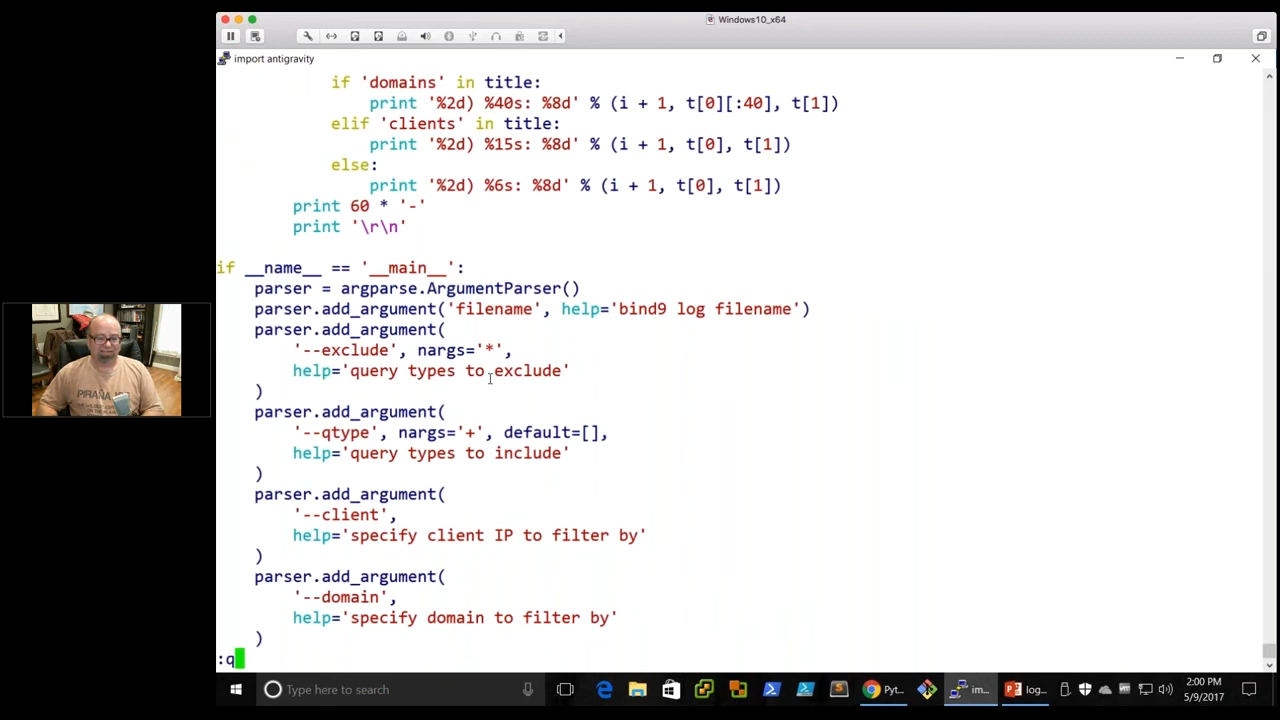 Windows10_x64
import antigravity
if 'domains' in title:
print '%2d) %40s: %8d' % (i + 1, t[0][:40], t[1])
elif 'clients' in title:
print '%2d) %15s: %8d' % (i + 1, t[0], t[1])
else:
print '%2d) %6s: %8d' % (i + 1, t[0], t[1])
print 60 * '-'
print '\r\n'
if __name__ == '__main__':
parser = argparse.ArgumentParser()
parser.add_argument('filename', help='bind9 log filename')
parser.add_argument(
'--exclude', nargs='*',
help='query types to exclude'
)
parser.add_argument(
'--qtype', nargs='+', default=[],
help='query types to include'
)
parser.add_argument(
'--client',
help='specify client IP to filter by'
)
parser.add_argument(
'--domain',
help='specify domain to filter by'
)
:q
Type here to search
Pyt...
im...
log...
2:00 PM
5/9/2017